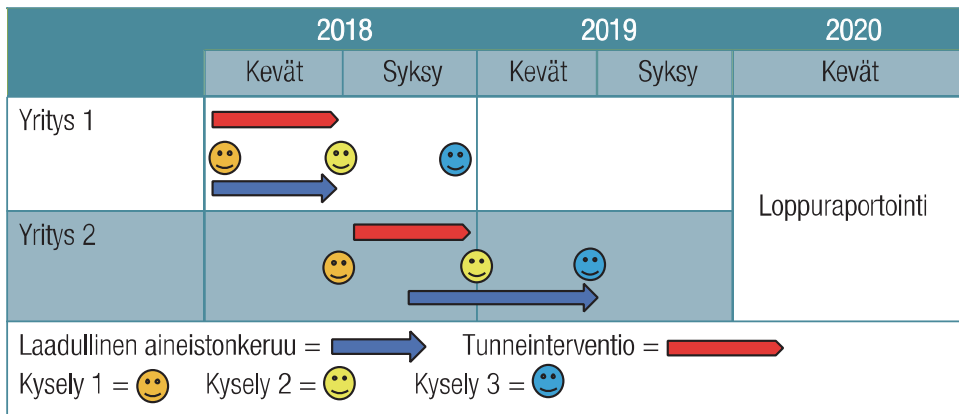 2018 2019 2020
Kevät Syksy Kevät Syksy Kevät
Yritys 1
Loppuraportointi
Yritys 2
Laadullinen aineistonkeruu = Tunneinterventio =
Kysely 1 = Kysely 2 = Kysely 3 =